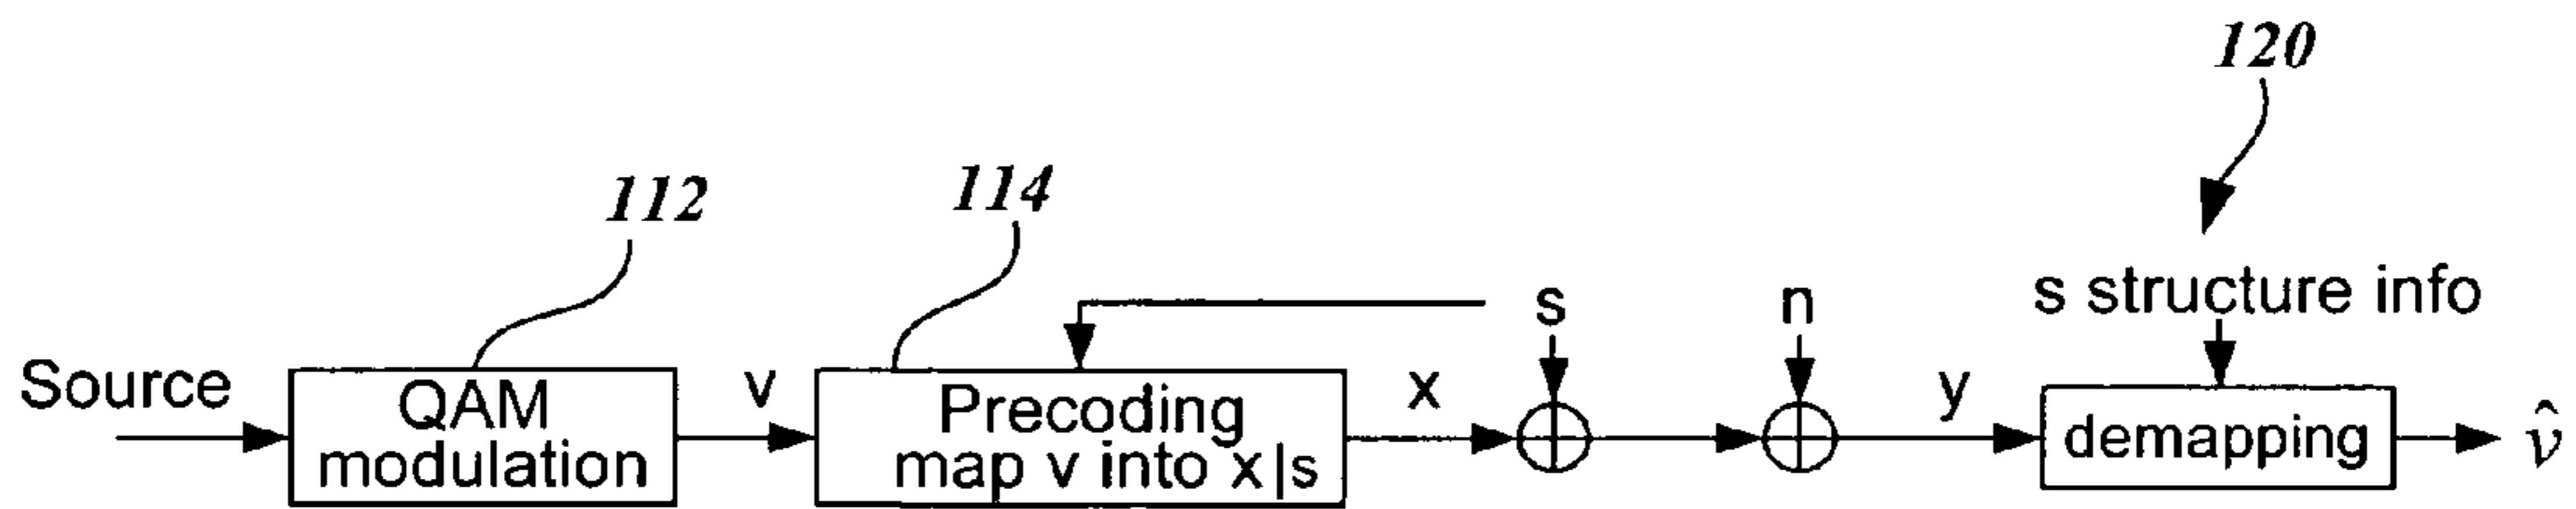 120
112
114
s structure info
s
n
Source
QAM
modulation
v
Precoding
map v into x|s
x
y
demapping
v̂